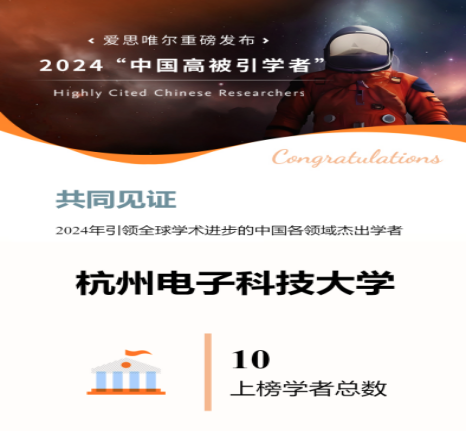 < 爱思唯尔重磅发布 >
2024 “中国高被引学者”
Highly Cited Chinese Researchers
Congratulations
共同见证
2024年引领全球学术进步的中国各领域杰出学者
杭州电子科技大学
10
上榜学者总数